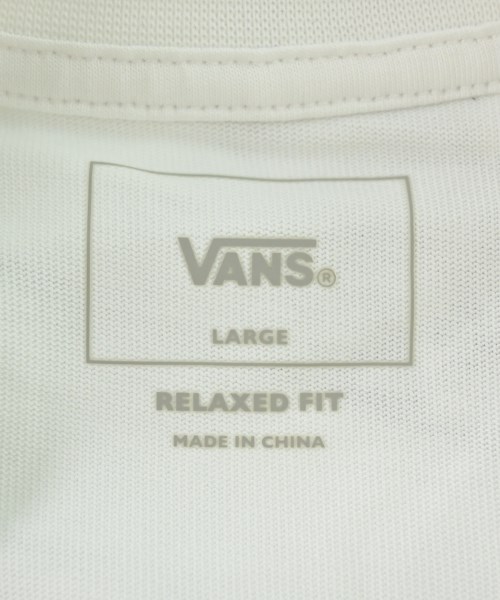 VANS®
LARGE
RELAXED FIT
MADE IN CHINA